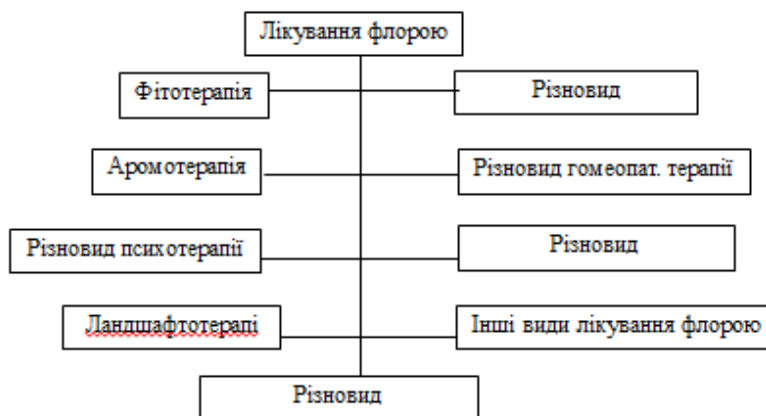 Лікування флорою
Фітотерапія
Різновид
Аромотерапія
Різновид гомеопат. терапії
Різновид психотерапії
Різновид
Ландшафтотерапі
Інші види лікування флорою
Різновид